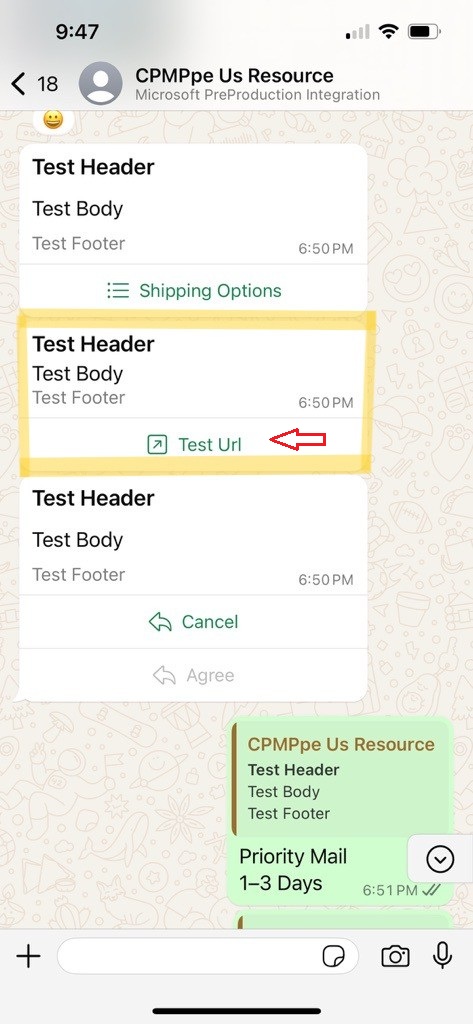 9:47
18
CPMPpe Us Resource
Microsoft PreProduction Integration
Test Header
Test Body
Test Footer
6:50 PM
Shipping Options
Test Header
Test Body
Test Footer
6:50 PM
Test Url
Test Header
Test Body
Test Footer
6:50 PM
Cancel
Agree
CPMPpe Us Resource
Test Header
Test Body
Test Footer
Priority Mail
1–3 Days
6:51 PM